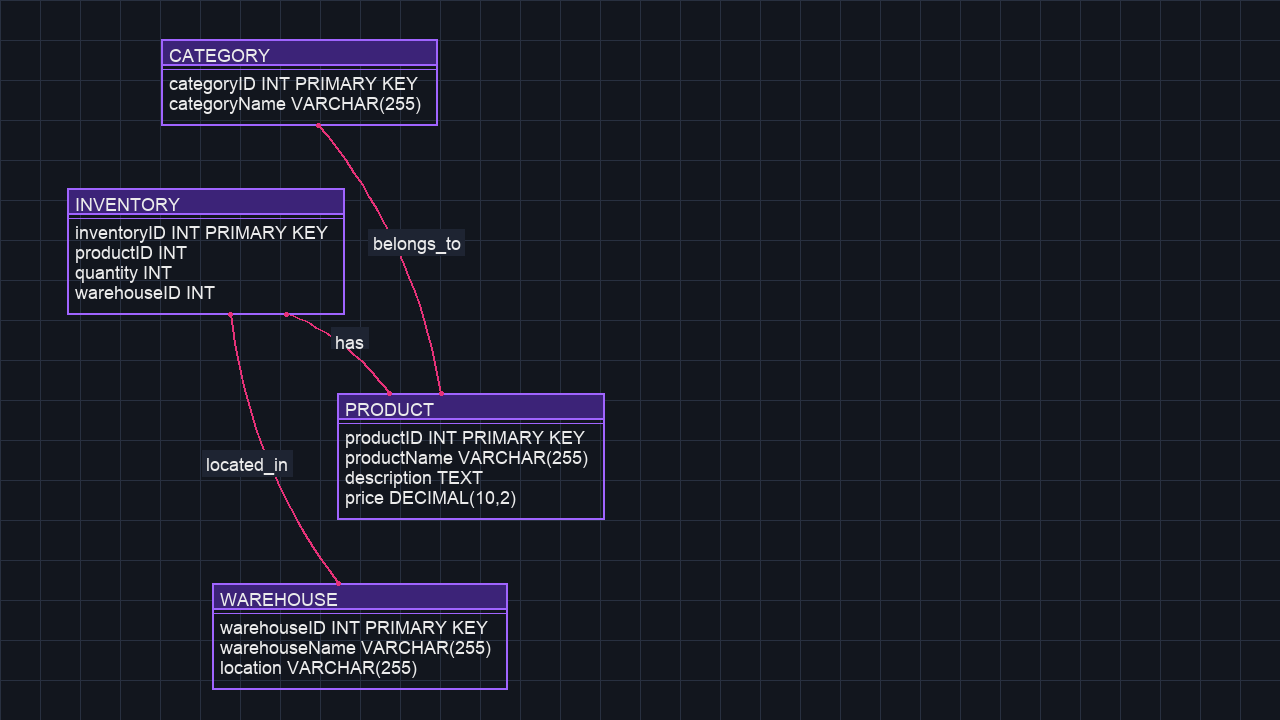 CATEGORY
categoryID INT PRIMARY KEY
categoryName VARCHAR(255)
INVENTORY
inventoryID INT PRIMARY KEY
productID INT
quantity INT
warehouseID INT
belongs_to
has
PRODUCT
productID INT PRIMARY KEY
productName VARCHAR(255)
description TEXT
price DECIMAL(10,2)
located_in
WAREHOUSE
warehouseID INT PRIMARY KEY
warehouseName VARCHAR(255)
location VARCHAR(255)